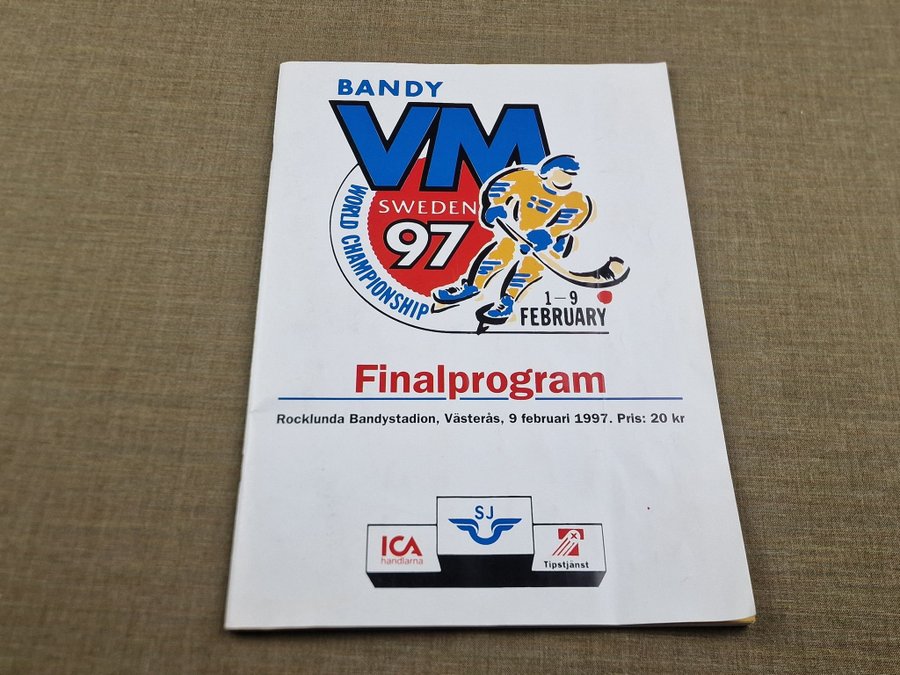 BANDY
VM
SWEDEN
97
WORLD CHAMPIONSHIP
1–9
FEBRUARY
Finalprogram
Rocklunda Bandystadion, Västerås, 9 februari 1997. Pris: 20 kr
SJ
ICA
handlarna
Tipstjänst